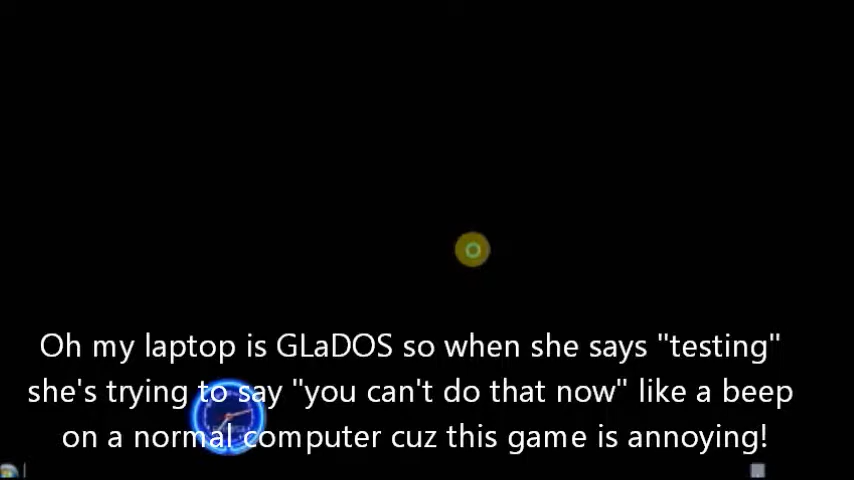 Oh my laptop is GLaDOS so when she says "testing"
she's trying to say "you can't do that now" like a beep
on a normal computer cuz this game is annoying!